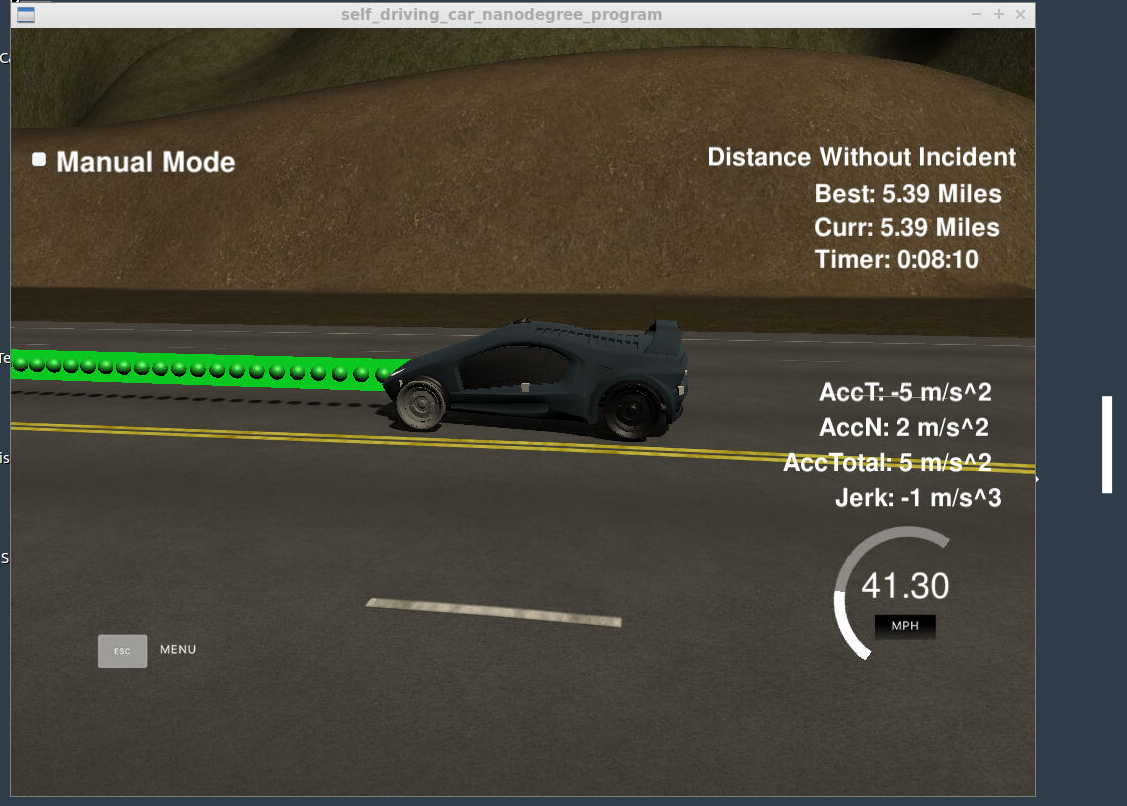 self_driving_car_nanodegree_program
Manual Mode
Distance Without Incident
Best: 5.39 Miles
Curr: 5.39 Miles
Timer: 0:08:10
AccT: -5 m/s^2
AccN: 2 m/s^2
AccTotal: 5 m/s^2
Jerk: -1 m/s^3
41.30
MPH
ESC MENU